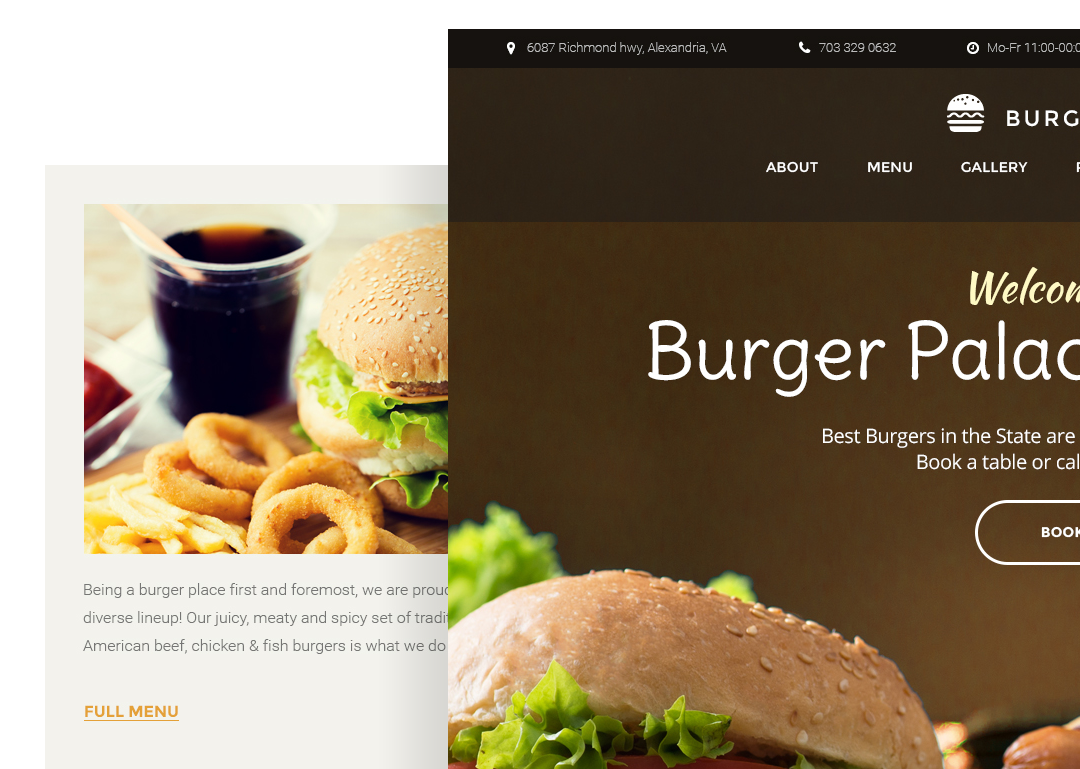 6087 Richmond hwy, Alexandria, VA
703 329 0632
Mo-Fr 11:00-00:0
BURG
ABOUT MENU GALLERY
Welcom
Burger Palac
Best Burgers in the State are
Book a table or cal
BOOK
Being a burger place first and foremost, we are proud
diverse lineup! Our juicy, meaty and spicy set of tradit
American beef, chicken & fish burgers is what we do
FULL MENU